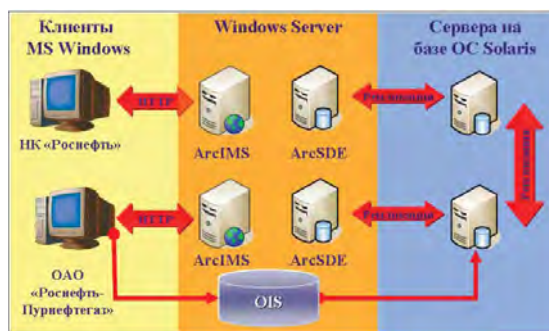 Клиенты
MS Windows
Windows Server
Сервера на
базе ОС Solaris
HTTP
Репликация
НК «Роснефть»
ArcIMS
ArcSDE
Репликация
HTTP
Репликация
ArcIMS
ArcSDE
ОАО
«Роснефть-
Пурнефтегаз»
OIS